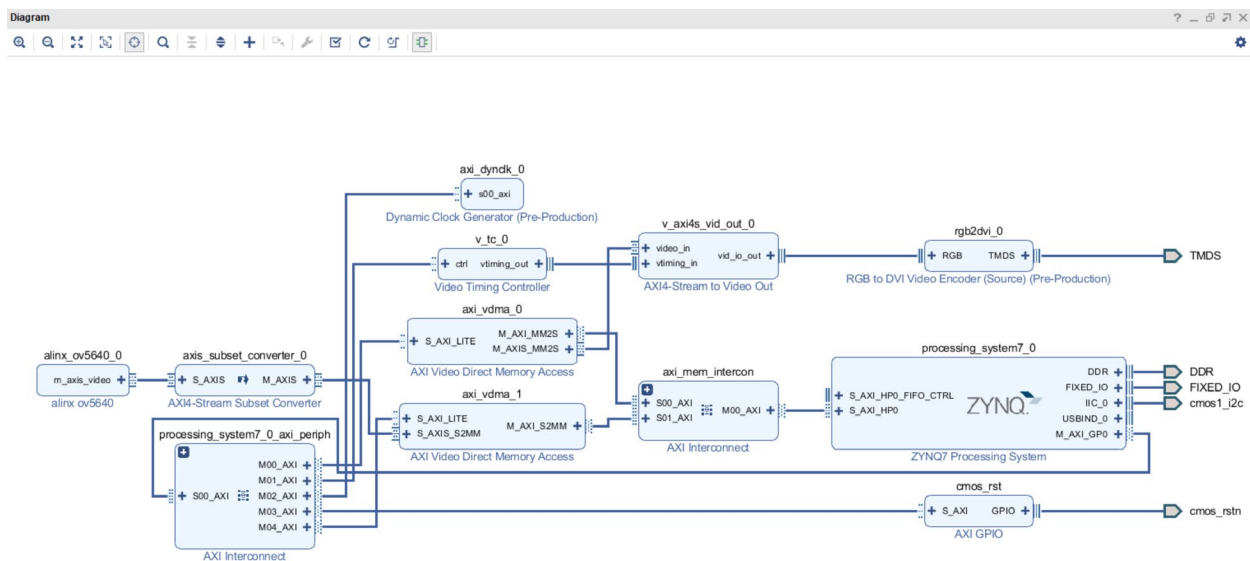 Diagram
axi_dynclk_0
s00_axi
Dynamic Clock Generator (Pre-Production)
v_tc_0
ctrl vtiming_out
Video Timing Controller
v_axi4s_vid_out_0
video_in
vtiming_in
vid_io_out
AXI4-Stream to Video Out
rgb2dvi_0
RGB TMDS
RGB to DVI Video Encoder (Source) (Pre-Production)
TMDS
axi_vdma_0
S_AXI_LITE
M_AXI_MM2S
M_AXIS_MM2S
AXI Video Direct Memory Access
alinx_ov5640_0
m_axis_video
alinx ov5640
axis_subset_converter_0
S_AXIS M_AXIS
AXI4-Stream Subset Converter
axi_vdma_1
S_AXI_LITE
S_AXIS_S2MM
M_AXI_S2MM
AXI Video Direct Memory Access
axi_mem_intercon
S00_AXI
S01_AXI
M00_AXI
AXI Interconnect
processing_system7_0
S_AXI_HP0_FIFO_CTRL
S_AXI_HP0
ZYNQ
DDR
FIXED_IO
IIC_0
USBIND_0
M_AXI_GP0
ZYNQ7 Processing System
DDR
FIXED_IO
cmos1_i2c
processing_system7_0_axi_periph
S00_AXI
M00_AXI
M01_AXI
M02_AXI
M03_AXI
M04_AXI
AXI Interconnect
cmos_rst
S_AXI GPIO
AXI GPIO
cmos_rstn